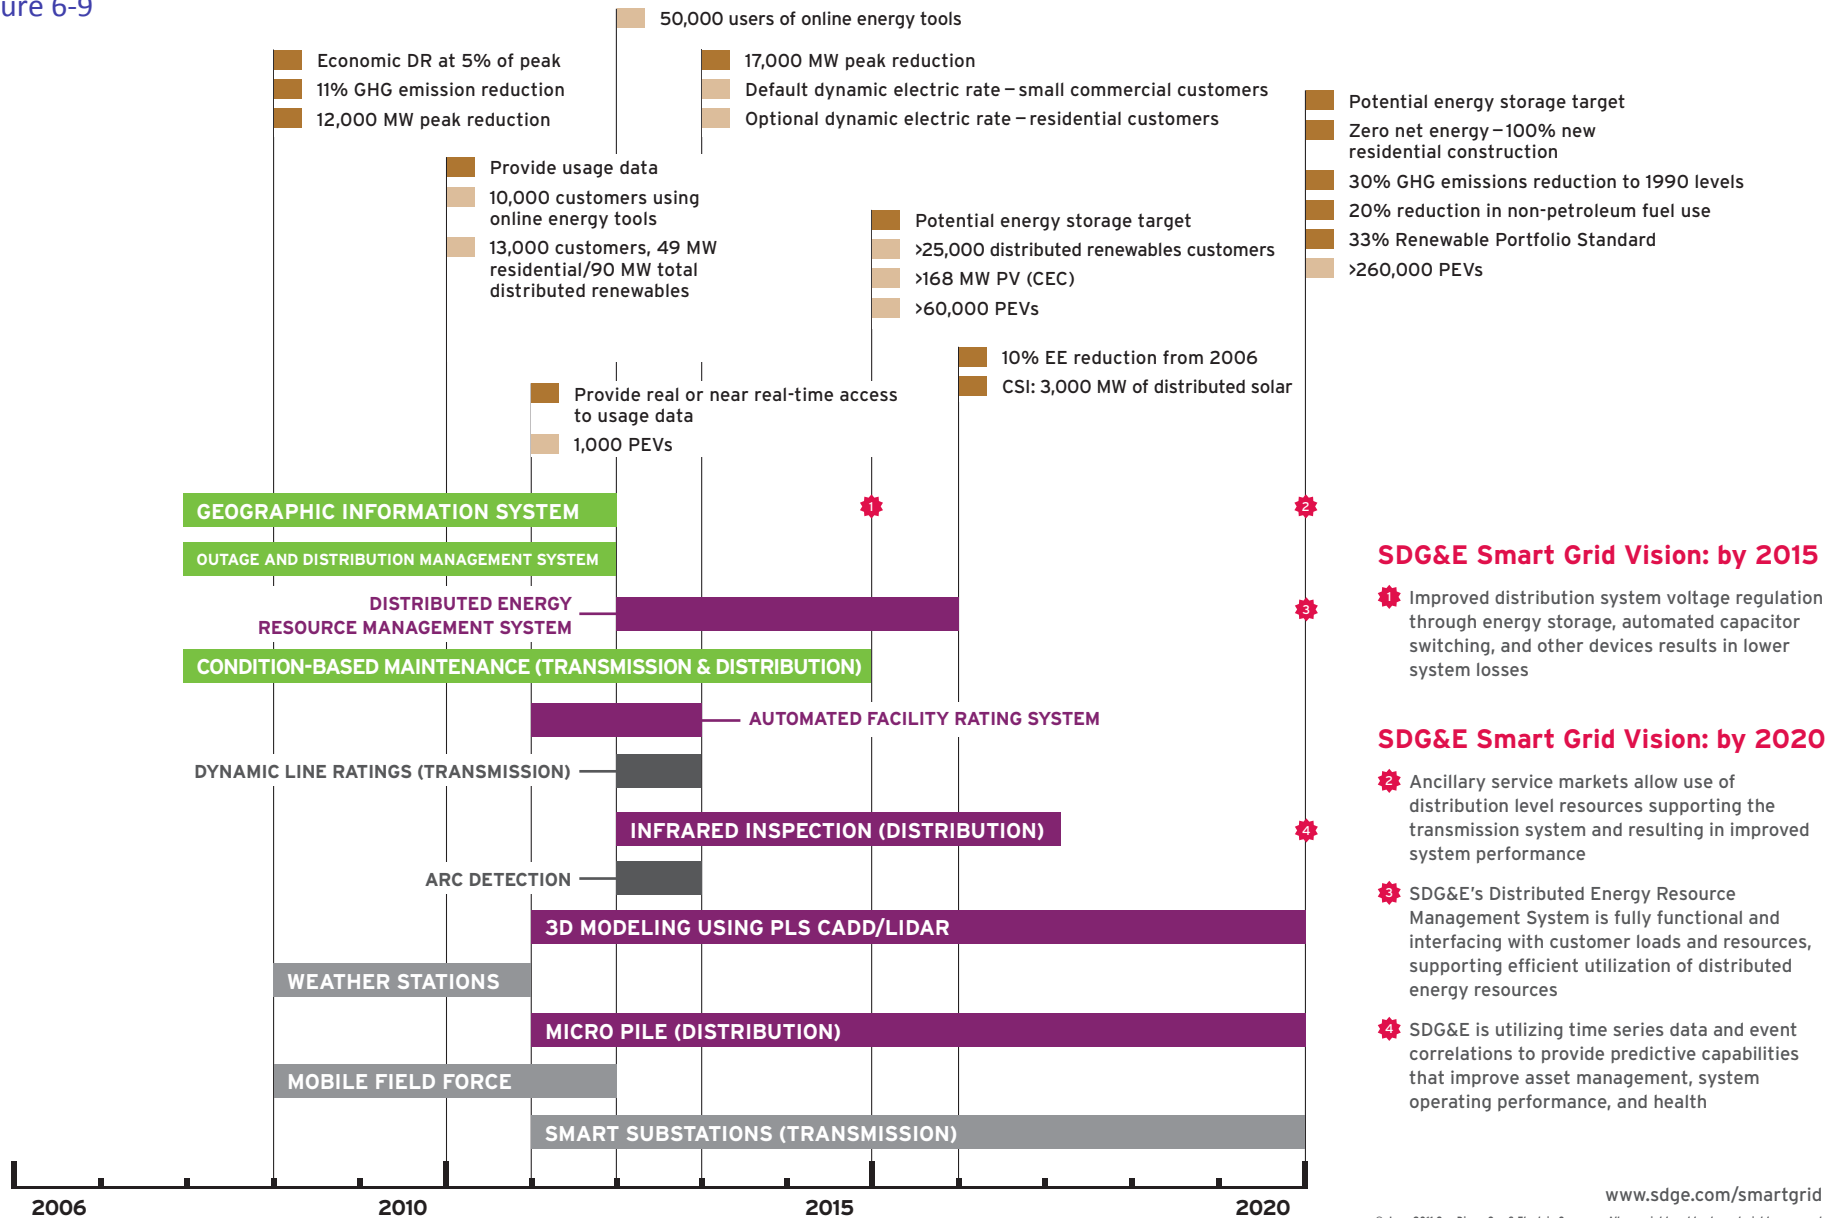 ure 6-9
50,000 users of online energy tools
Economic DR at 5% of peak
11% GHG emission reduction
12,000 MW peak reduction
17,000 MW peak reduction
Default dynamic electric rate – small commercial customers
Optional dynamic electric rate – residential customers
Potential energy storage target
Zero net energy – 100% new
residential construction
30% GHG emissions reduction to 1990 levels
20% reduction in non-petroleum fuel use
33% Renewable Portfolio Standard
>260,000 PEVs
Provide usage data
10,000 customers using
online energy tools
13,000 customers, 49 MW
residential/90 MW total
distributed renewables
Potential energy storage target
>25,000 distributed renewables customers
>168 MW PV (CEC)
>60,000 PEVs
10% EE reduction from 2006
CSI: 3,000 MW of distributed solar
Provide real or near real-time access
to usage data
1,000 PEVs
GEOGRAPHIC INFORMATION SYSTEM
1
2
OUTAGE AND DISTRIBUTION MANAGEMENT SYSTEM
DISTRIBUTED ENERGY
RESOURCE MANAGEMENT SYSTEM
3
CONDITION-BASED MAINTENANCE (TRANSMISSION & DISTRIBUTION)
AUTOMATED FACILITY RATING SYSTEM
DYNAMIC LINE RATINGS (TRANSMISSION)
INFRARED INSPECTION (DISTRIBUTION)
4
ARC DETECTION
3D MODELING USING PLS CADD/LIDAR
WEATHER STATIONS
MICRO PILE (DISTRIBUTION)
MOBILE FIELD FORCE
SMART SUBSTATIONS (TRANSMISSION)
2006 2010 2015 2020
SDG&E Smart Grid Vision: by 2015
1 Improved distribution system voltage regulation
through energy storage, automated capacitor
switching, and other devices results in lower
system losses
SDG&E Smart Grid Vision: by 2020
2 Ancillary service markets allow use of
distribution level resources supporting the
transmission system and resulting in improved
system performance
3 SDG&E's Distributed Energy Resource
Management System is fully functional and
interfacing with customer loads and resources,
supporting efficient utilization of distributed
energy resources
4 SDG&E is utilizing time series data and event
correlations to provide predictive capabilities
that improve asset management, system
operating performance, and health
www.sdge.com/smartgrid